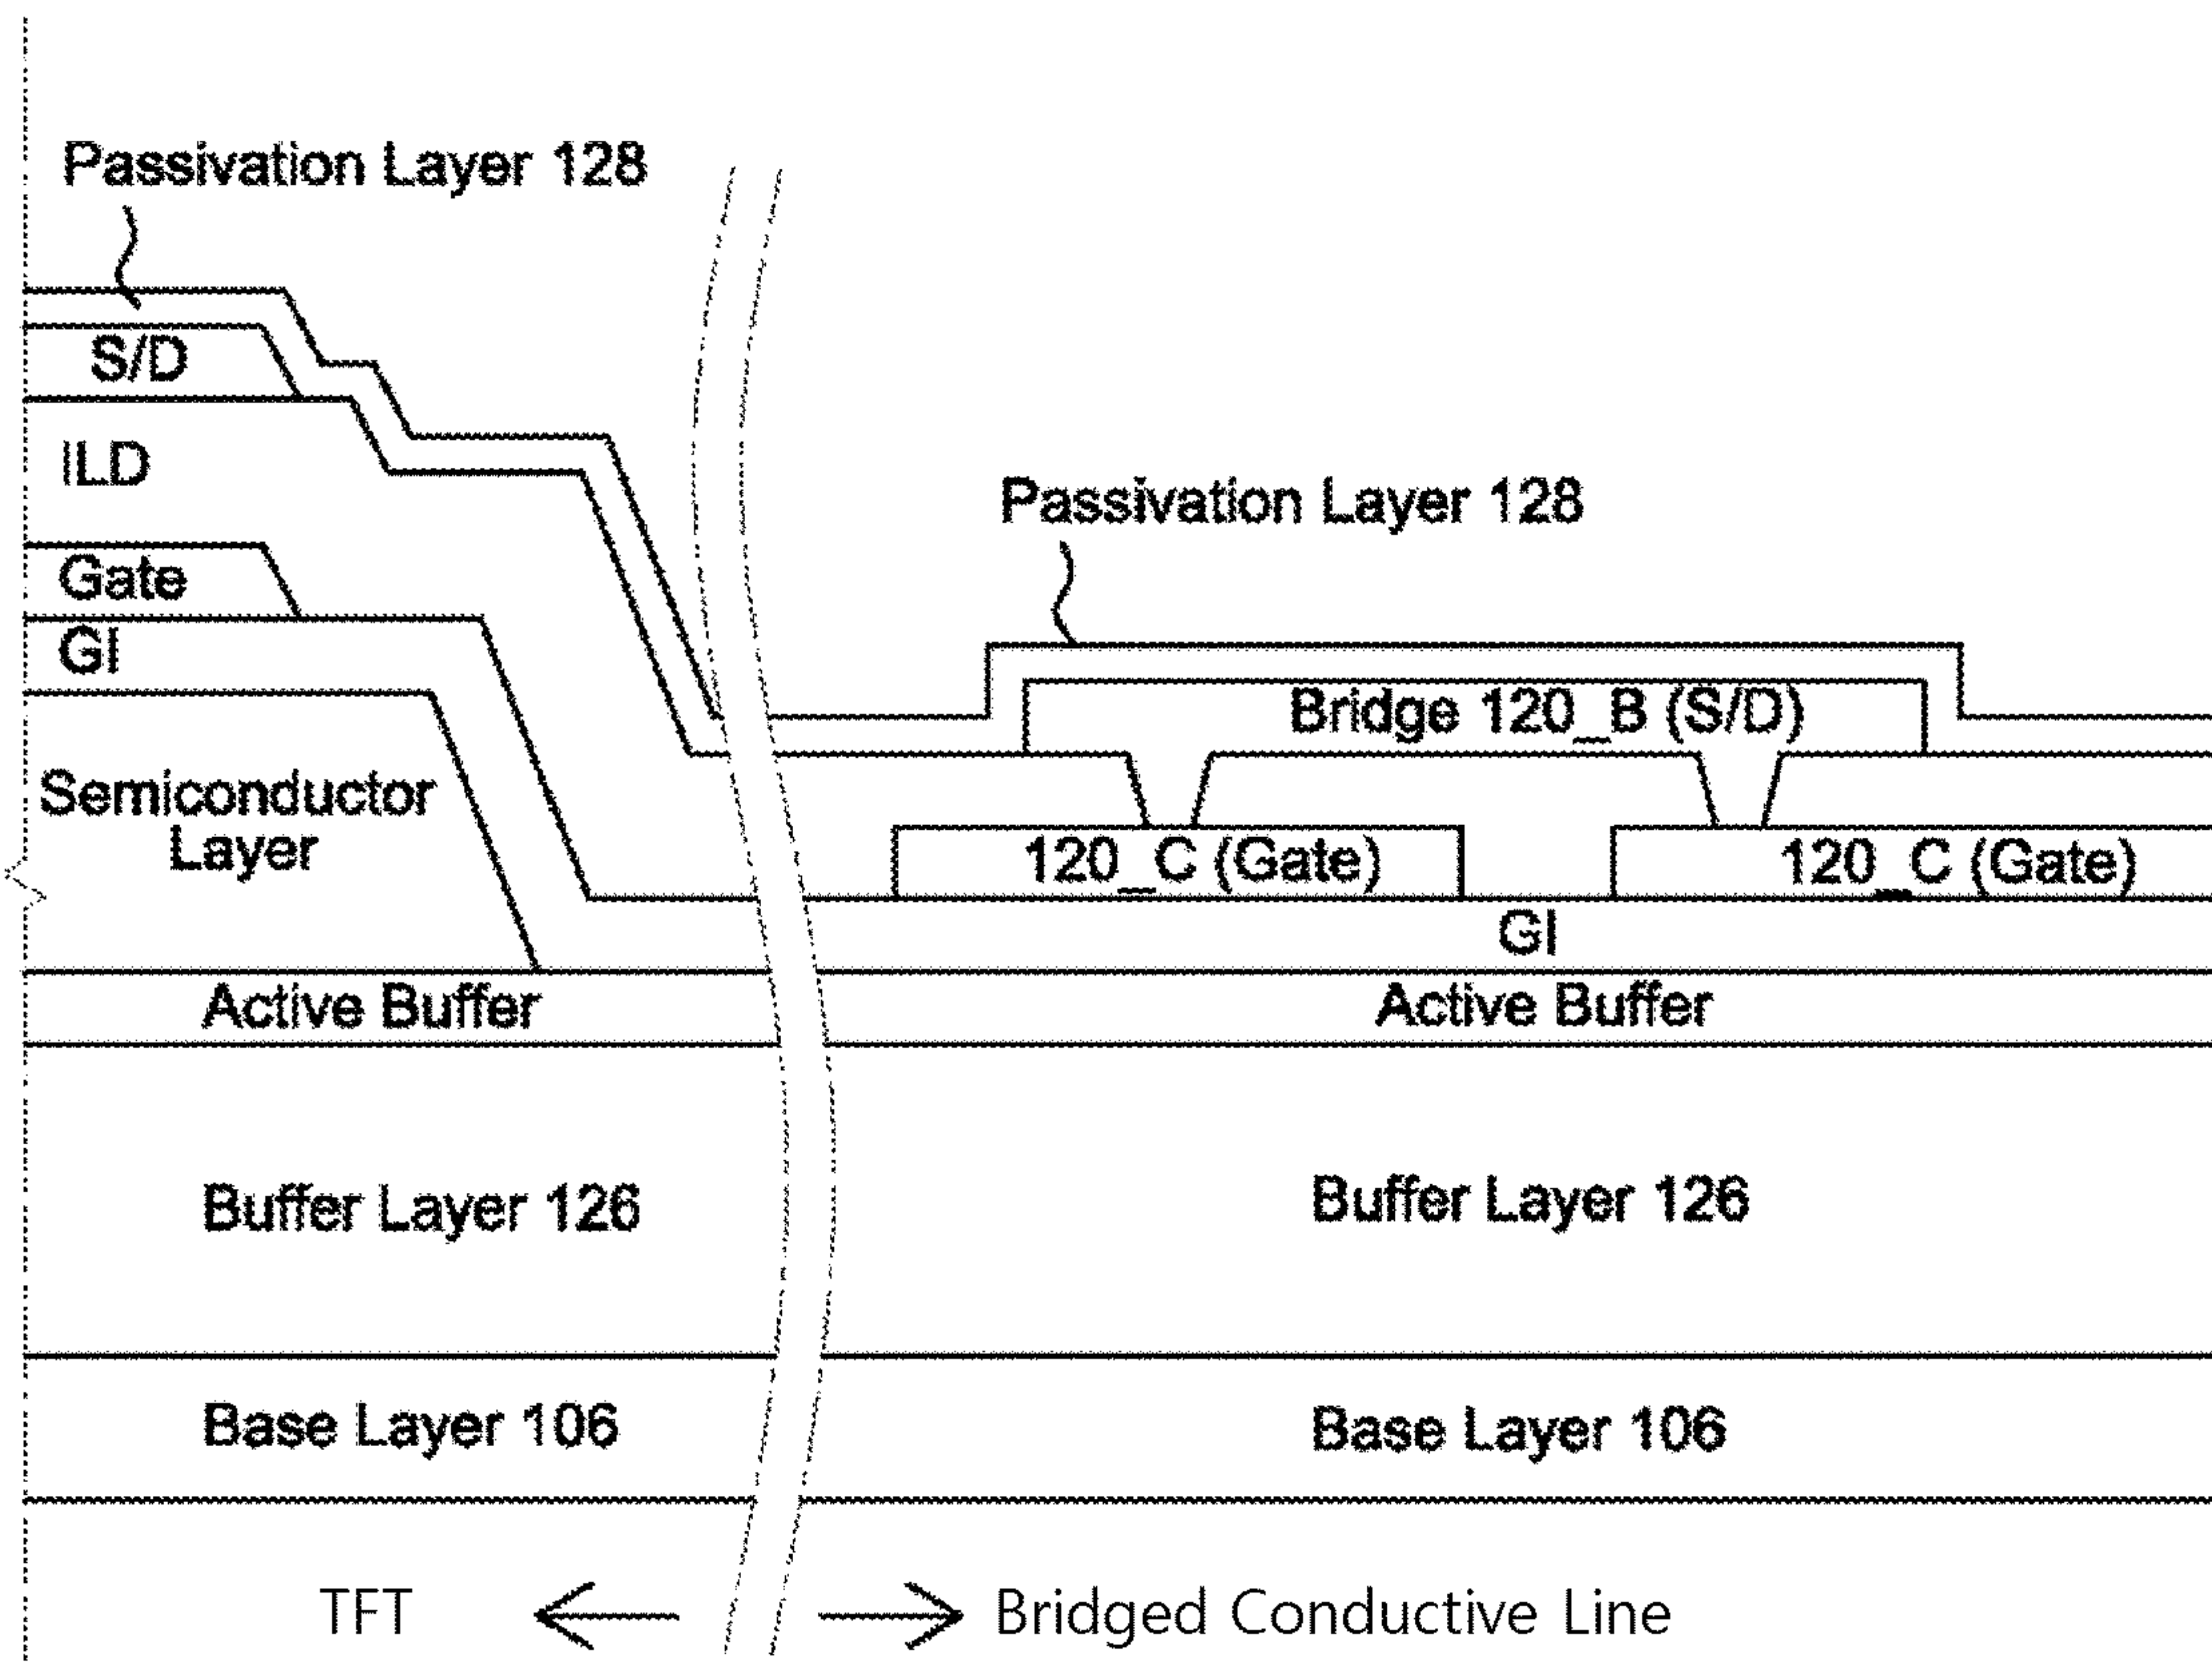 Passivation Layer 128
S/D
ILD
Gate
GI
Semiconductor
Layer
Active Buffer
Buffer Layer 126
Base Layer 106
TFT
Passivation Layer 128
Bridge 120_B (S/D)
120_C (Gate)
120_C (Gate)
GI
Active Buffer
Buffer Layer 126
Base Layer 106
Bridged Conductive Line